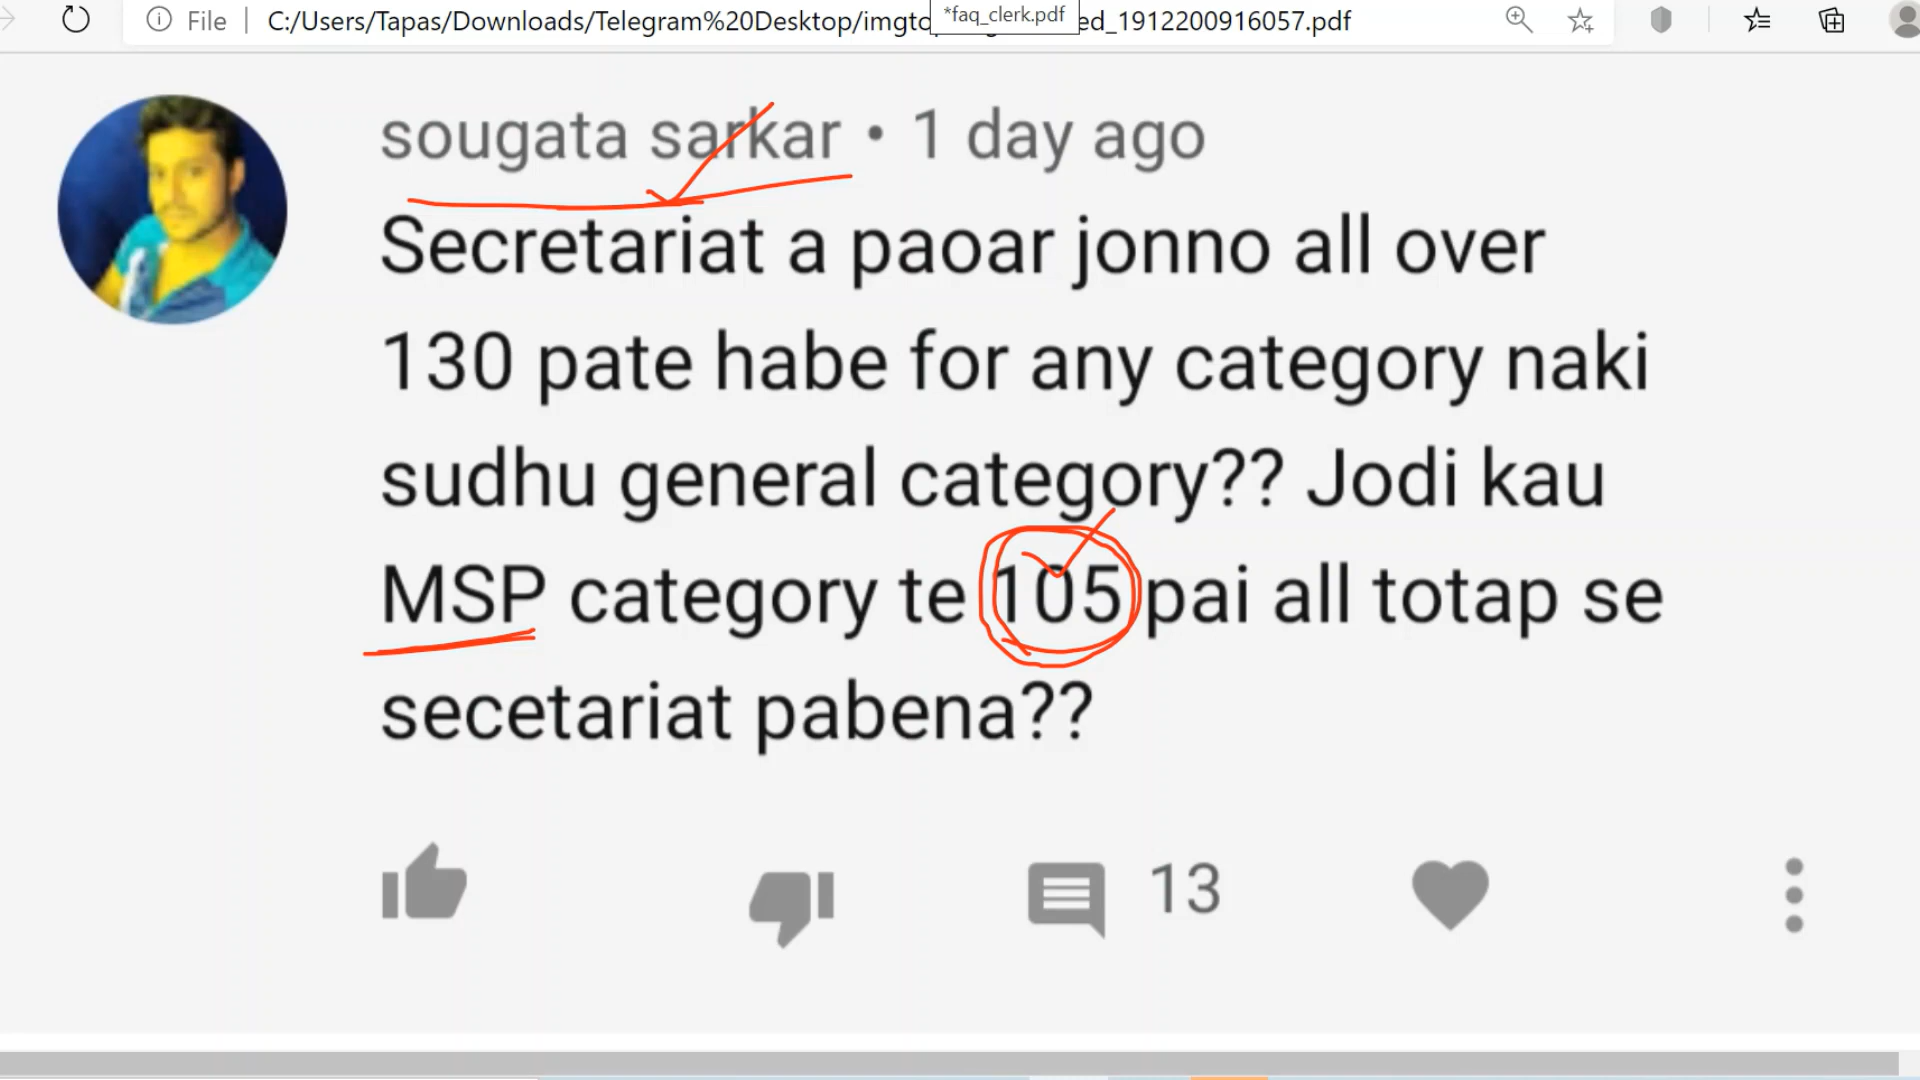 File
C:/Users/Tapas/Downloads/Telegram%20Desktop/imgto
*faq_clerk.pdf
ed_1912200916057.pdf
sougata sarkar • 1 day ago
Secretariat a paoar jonno all over
130 pate habe for any category naki
sudhu general category?? Jodi kau
MSP category te 105 pai all totap se
secetariat pabena??
13